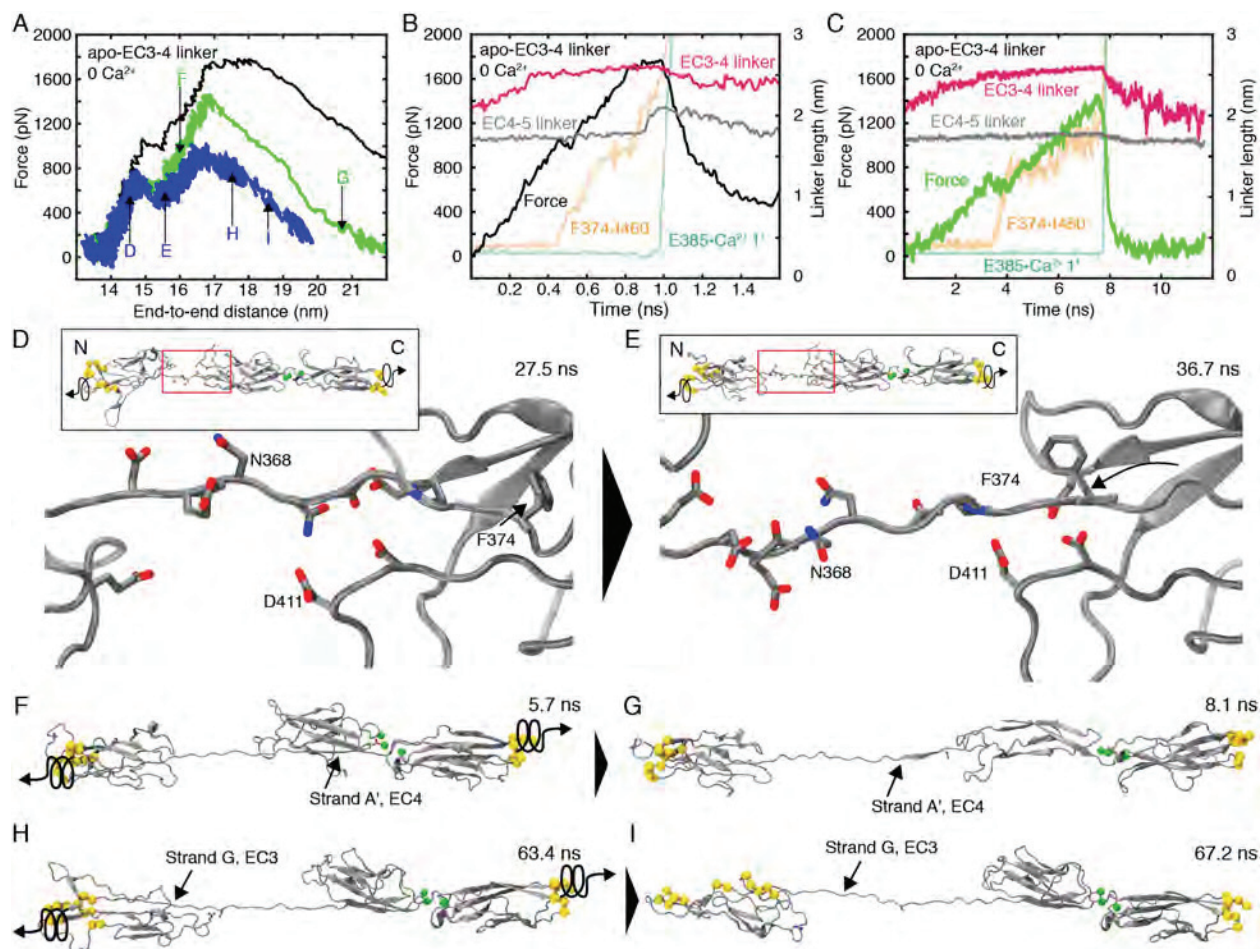 A
B
C
2000
1600
1200
800
400
0
Force (pN)
apo-EC3-4 linker
0 Ca²⁺
F
G
D
E
H
I
14 15 16 17 18 19 20 21 22
End-to-end distance (nm)
2000
1600
1200
800
400
0
Force (pN)
apo-EC3-4 linker
0 Ca²⁺
EC3-4 linker
EC4-5 linker
Force
E385-Ca²⁺ 1'
0.0 0.2 0.4 0.6 0.8 1.0 1.2 1.4
Time (ns)
3
2
1
0
Linker length (nm)
2000
1600
1200
800
400
0
Force (pN)
apo-EC3-4 linker
0 Ca²⁺
EC3-4 linker
EC4-5 linker
Force
E385-Ca²⁺ 1'
2 4 6 8 10
Time (ns)
3
2
1
0
Linker length (nm)
D
N
C
27.5 ns
N368
F374
D411
E
N
C
36.7 ns
F374
N368
D411
F
5.7 ns
Strand A', EC4
G
8.1 ns
Strand A', EC4
H
Strand G, EC3
63.4 ns
I
Strand G, EC3
67.2 ns